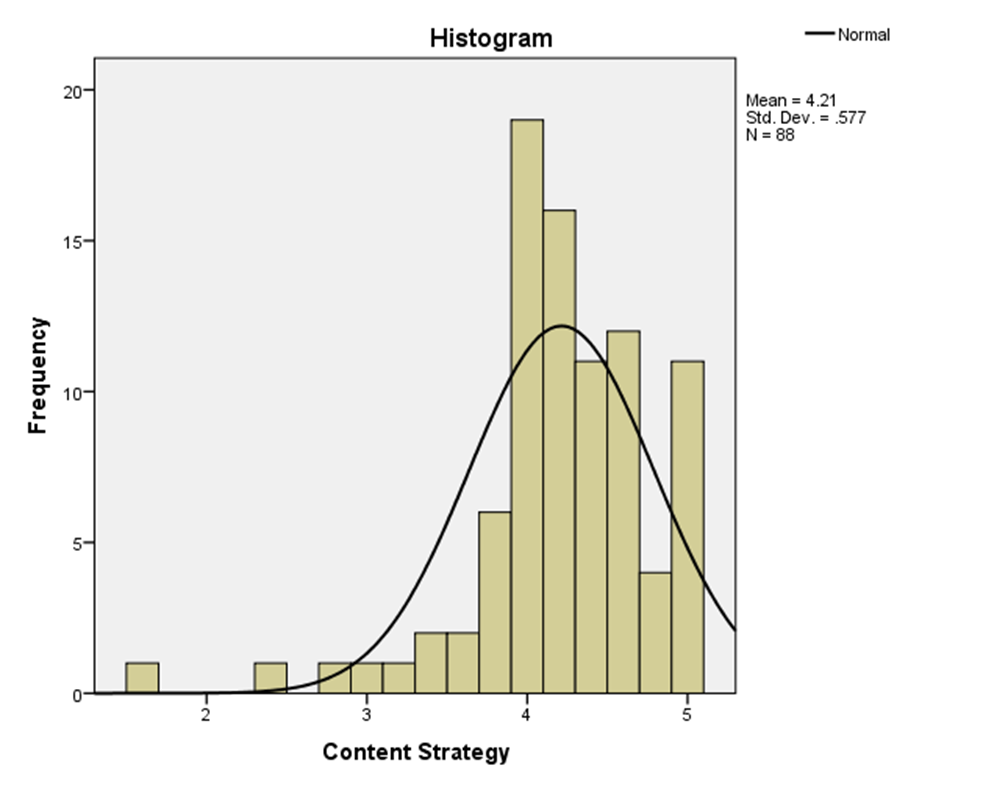 Histogram
Normal
Mean = 4.21
Std. Dev. = .577
N = 88
Frequency
20
15
10
5
0
2 3 4 5
Content Strategy